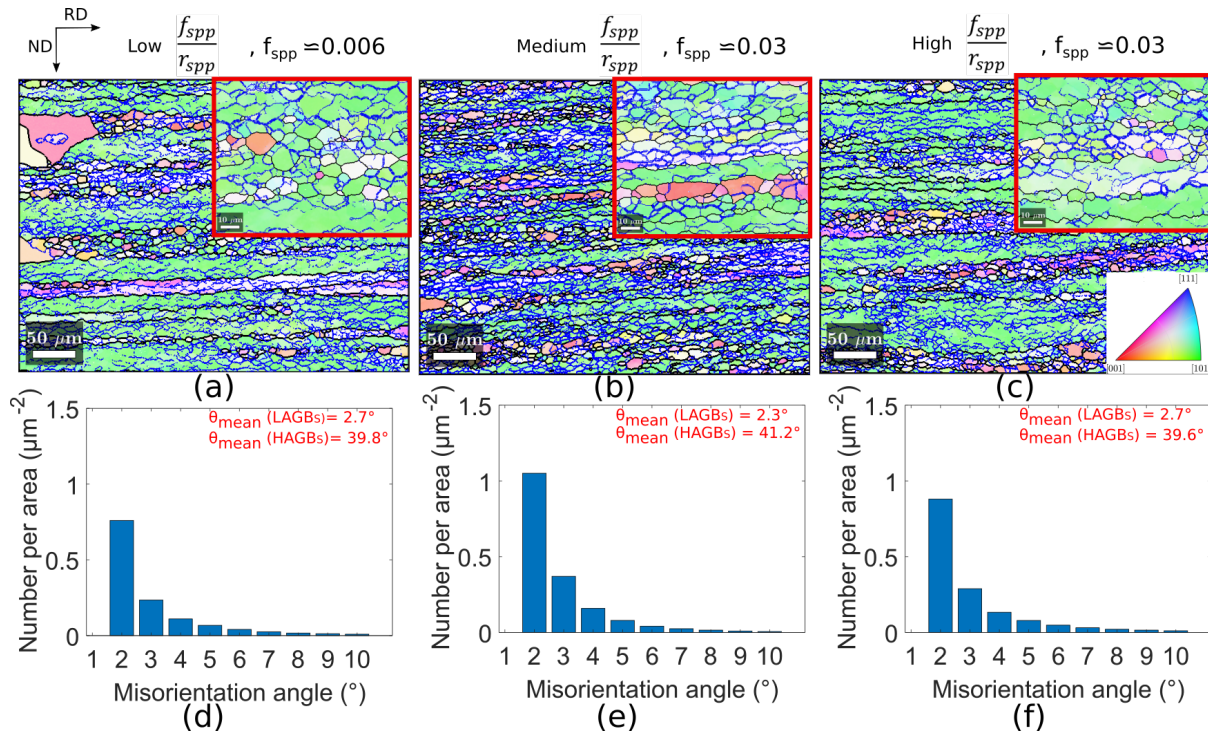 RD
ND
Low f_spp / r_spp , f_spp ≃0.006
Medium f_spp / r_spp , f_spp ≃0.03
High f_spp / r_spp , f_spp ≃0.03
10 μm
10 μm
10 μm
50 μm
50 μm
50 μm
[111]
[001]
[101]
(a)
(b)
(c)
θmean (LAGBs)= 2.7°
θmean (HAGBs)= 39.8°
Number per area (μm⁻²)
1.5
1
0.5
0
1 2 3 4 5 6 7 8 9 10
Misorientation angle (°)
(d)
θmean (LAGBs) = 2.3°
θmean (HAGBs) = 41.2°
Number per area (μm⁻²)
1.5
1
0.5
0
1 2 3 4 5 6 7 8 9 10
Misorientation angle (°)
(e)
θmean (LAGBs) = 2.7°
θmean (HAGBs) = 39.6°
Number per area (μm⁻²)
1.5
1
0.5
0
1 2 3 4 5 6 7 8 9 10
Misorientation angle (°)
(f)